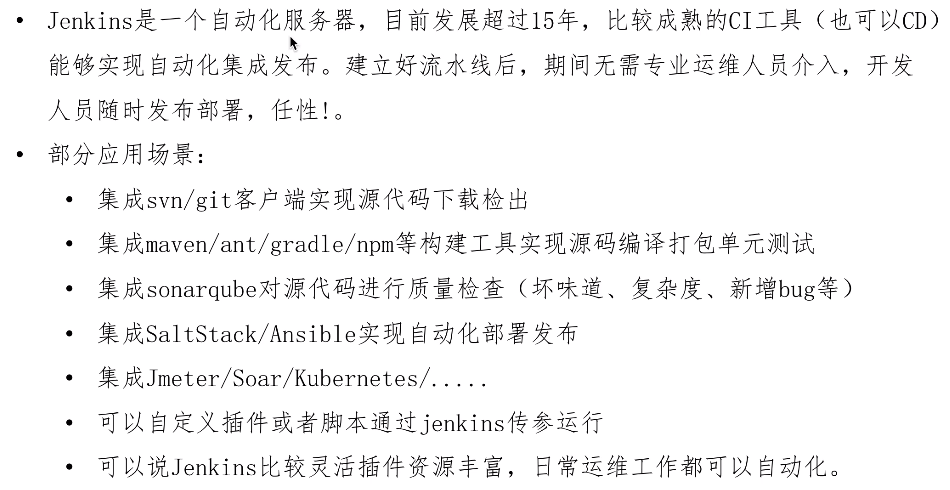 • Jenkins是一个自动化服务器，目前发展超过15年，比较成熟的CI工具（也可以CD）
能够实现自动化集成发布。建立好流水线后，期间无需专业运维人员介入，开发
人员随时发布部署，任性!。
• 部分应用场景：
• 集成svn/git客户端实现源代码下载检出
• 集成maven/ant/gradle/npm等构建工具实现源码编译打包单元测试
• 集成sonarqube对源代码进行质量检查（坏味道、复杂度、新增bug等）
• 集成SaltStack/Ansible实现自动化部署发布
• 集成Jmeter/Soar/Kubernetes/.....
• 可以自定义插件或者脚本通过jenkins传参运行
• 可以说Jenkins比较灵活插件资源丰富，日常运维工作都可以自动化。